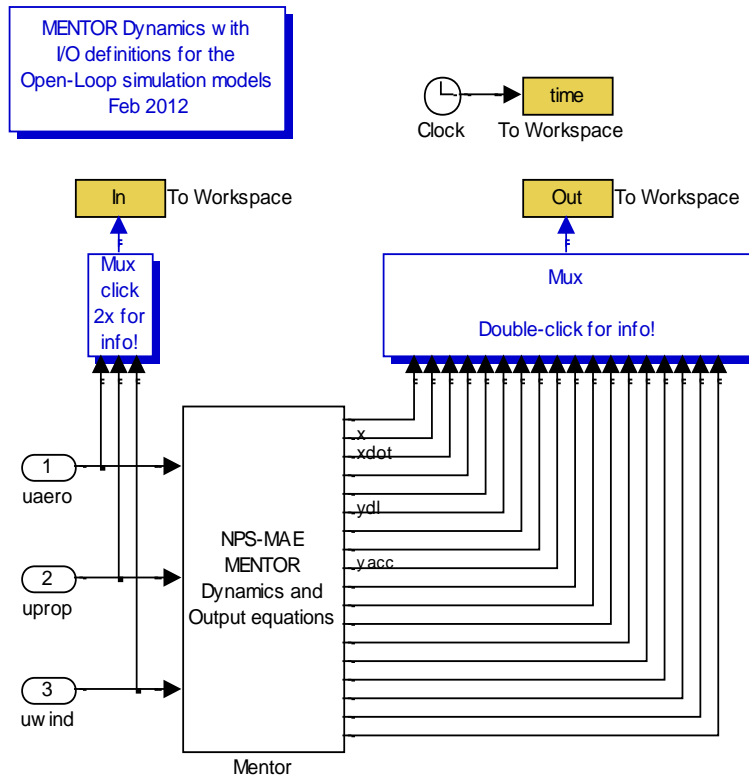 MENTOR Dynamics with
I/O definitions for the
Open-Loop simulation models
Feb 2012
time
Clock
To Workspace
In
To Workspace
Out
To Workspace
Mux
click
2x for
info!
Mux
Double-click for info!
x
xdot
ydl
yacc
1
uaero
2
uprop
3
uwind
NPS-MAE
MENTOR
Dynamics and
Output equations
Mentor